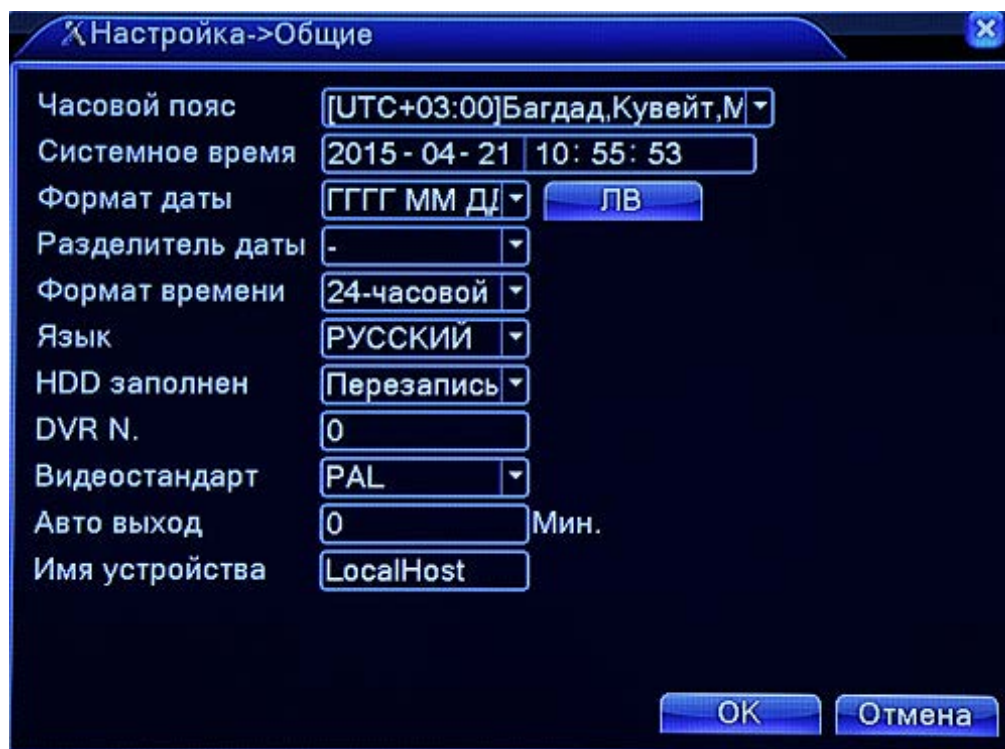 Настройка->Общие
Часовой пояс [UTC+03:00]Багдад,Кувейт,М
Системное время 2015-04-21 10:55:53
Формат даты ГГГГ ММ ДД ЛВ
Разделитель даты -
Формат времени 24-часовой
Язык РУССКИЙ
HDD заполнен Перезапись
DVR N. 0
Видеостандарт PAL
Авто выход 0 Мин.
Имя устройства LocalHost
OK Отмена